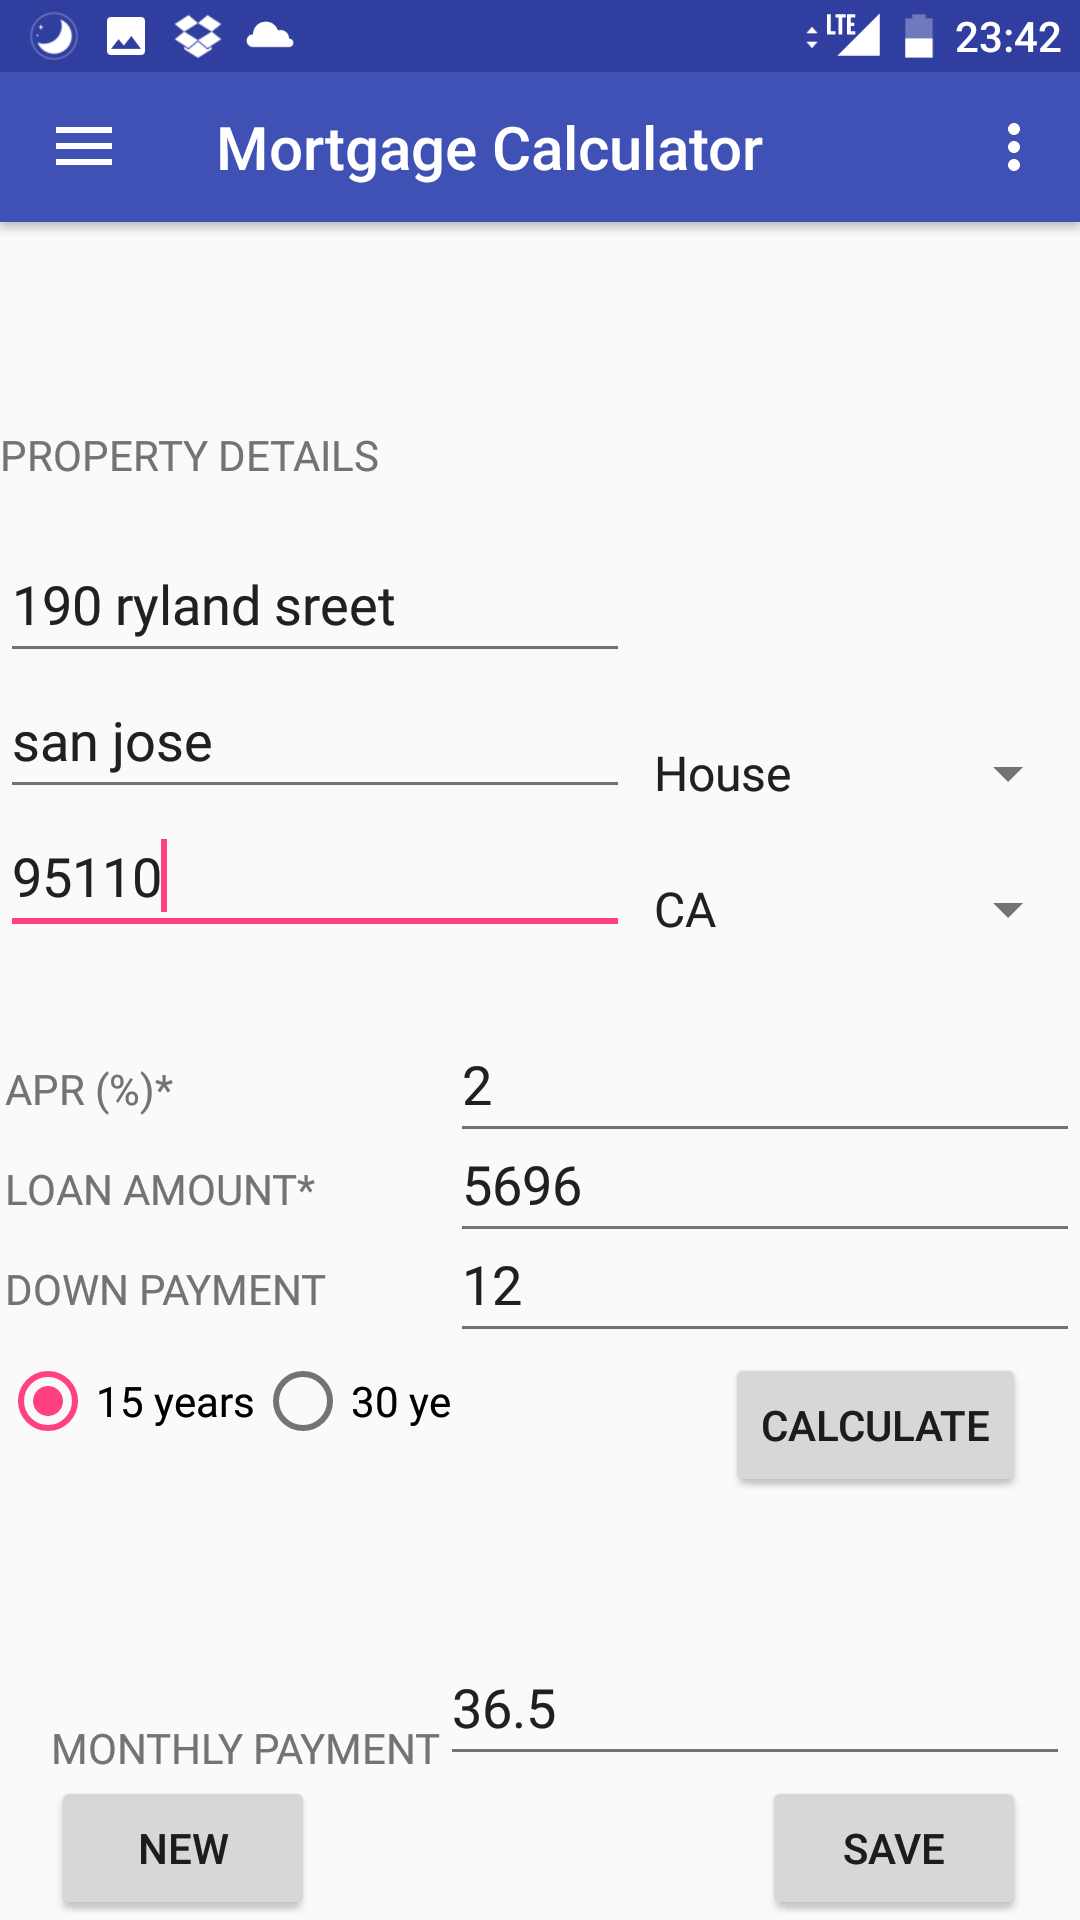 LTE 23:42
Mortgage Calculator
PROPERTY DETAILS
190 ryland sreet
san jose
House
95110
CA
APR (%)* 2
LOAN AMOUNT* 5696
DOWN PAYMENT 12
15 years 30 ye
CALCULATE
36.5
MONTHLY PAYMENT
NEW SAVE